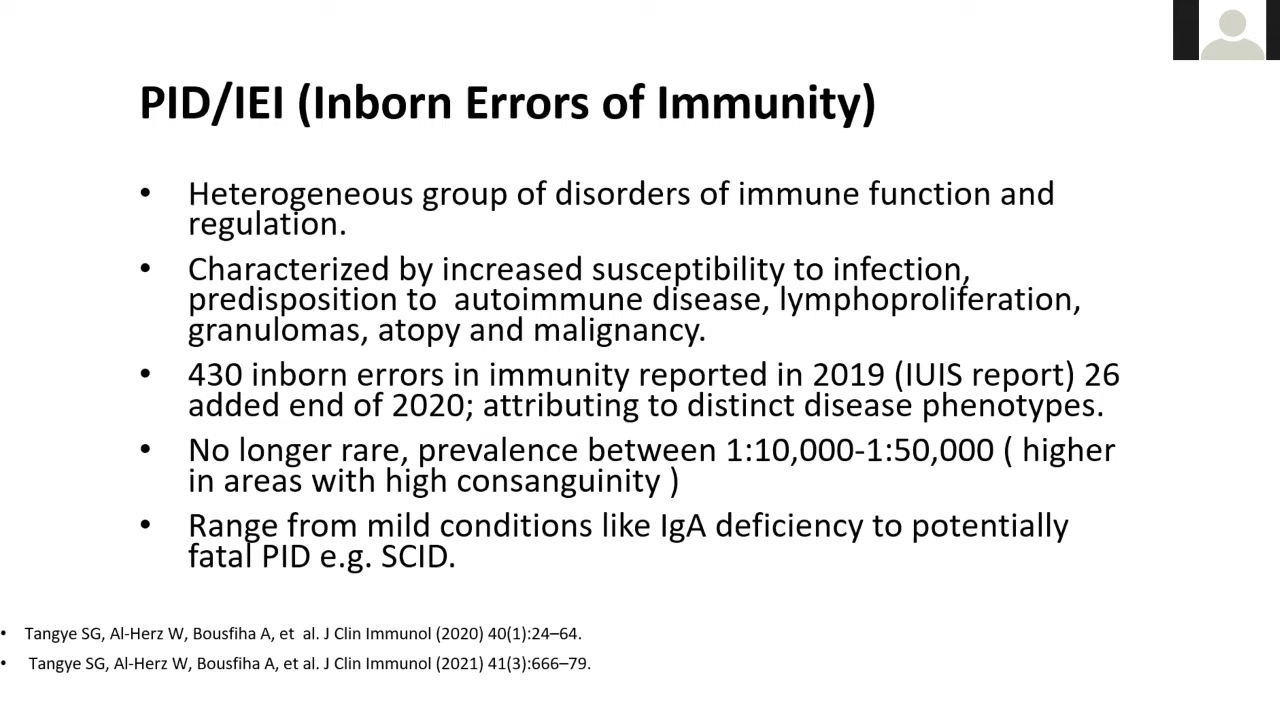 PID/IEI (Inborn Errors of Immunity)
• Heterogeneous group of disorders of immune function and
regulation.
• Characterized by increased susceptibility to infection,
predisposition to  autoimmune disease, lymphoproliferation,
granulomas, atopy and malignancy.
• 430 inborn errors in immunity reported in 2019 (IUIS report) 26
added end of 2020; attributing to distinct disease phenotypes.
• No longer rare, prevalence between 1:10,000-1:50,000 ( higher
in areas with high consanguinity )
• Range from mild conditions like IgA deficiency to potentially
fatal PID e.g. SCID.
• Tangye SG, Al-Herz W, Bousfiha A, et  al. J Clin Immunol (2020) 40(1):24–64.
• Tangye SG, Al-Herz W, Bousfiha A, et al. J Clin Immunol (2021) 41(3):666–79.